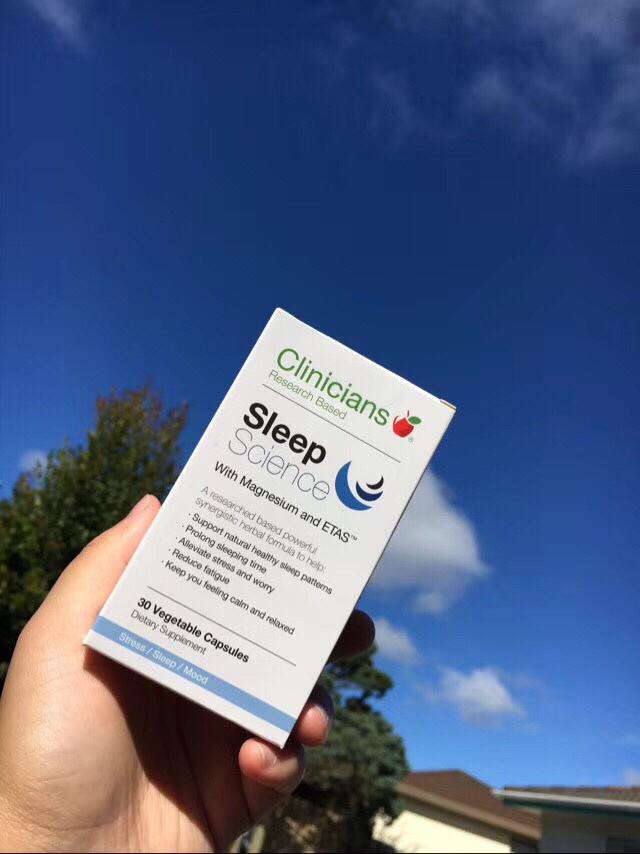 Clinicians
Research Based
Sleep
Science
With Magnesium and ETAS™
A researched based powerful
synergistic herbal formula to help:
· Support natural healthy sleep patterns
· Prolong sleeping time
· Alleviate stress and worry
· Reduce fatigue
· Keep you feeling calm and relaxed
30 Vegetable Capsules
Dietary Supplement
Stress / Sleep / Mood